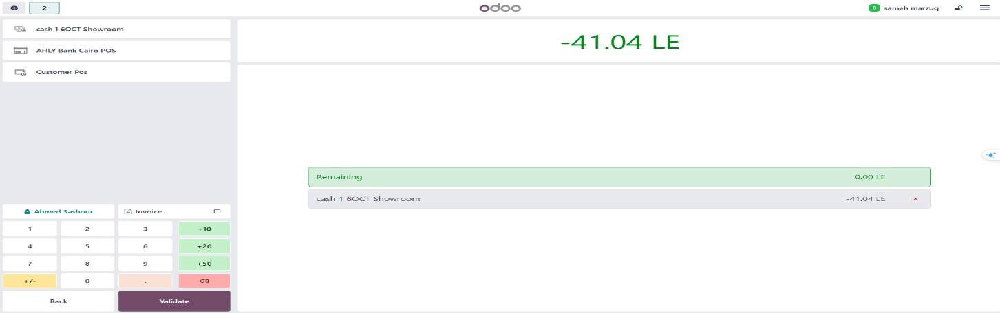 2
odoo
S sameh marzuq
cash 1 6OCT Showroom
AHLY Bank Cairo POS
Customer Pos
-41.04 LE
Remaining 0.00 LE
cash 1 6OCT Showroom -41.04 LE ×
Ahmed 3ashour Invoice
1 2 3 +10
4 5 6 +20
7 8 9 +50
+/- 0 .
Back Validate